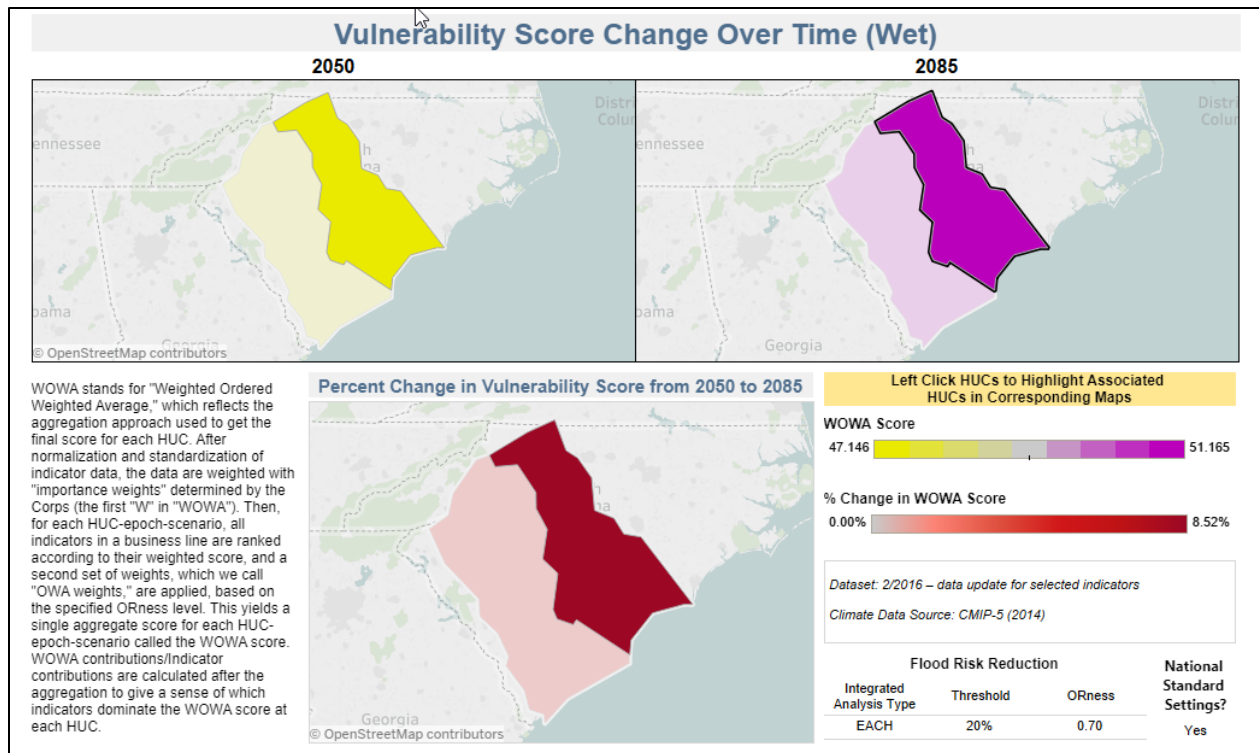 Vulnerability Score Change Over Time (Wet)
2050
2085
ennessee
Georgia
bama
© OpenStreetMap contributors
Distri
Colu
ennessee
Georgia
bama
Distri
Colu
WOWA stands for "Weighted Ordered
Weighted Average," which reflects the
aggregation approach used to get the
final score for each HUC. After
normalization and standardization of
indicator data, the data are weighted with
"importance weights" determined by the
Corps (the first "W" in "WOWA"). Then,
for each HUC-epoch-scenario, all
indicators in a business line are ranked
according to their weighted score, and a
second set of weights, which we call
"OWA weights," are applied, based on
the specified ORness level. This yields a
single aggregate score for each HUC-
epoch-scenario called the WOWA score.
WOWA contributions/Indicator
contributions are calculated after the
aggregation to give a sense of which
indicators dominate the WOWA score at
each HUC.
Percent Change in Vulnerability Score from 2050 to 2085
Georgia
© OpenStreetMap contributors
Left Click HUCs to Highlight Associated
HUCs in Corresponding Maps
WOWA Score
47.146 51.165
% Change in WOWA Score
0.00% 8.52%
Dataset: 2/2016 – data update for selected indicators
Climate Data Source: CMIP-5 (2014)
Flood Risk Reduction
Integrated
Analysis Type
Threshold
ORness
EACH 20% 0.70
National
Standard
Settings?
Yes